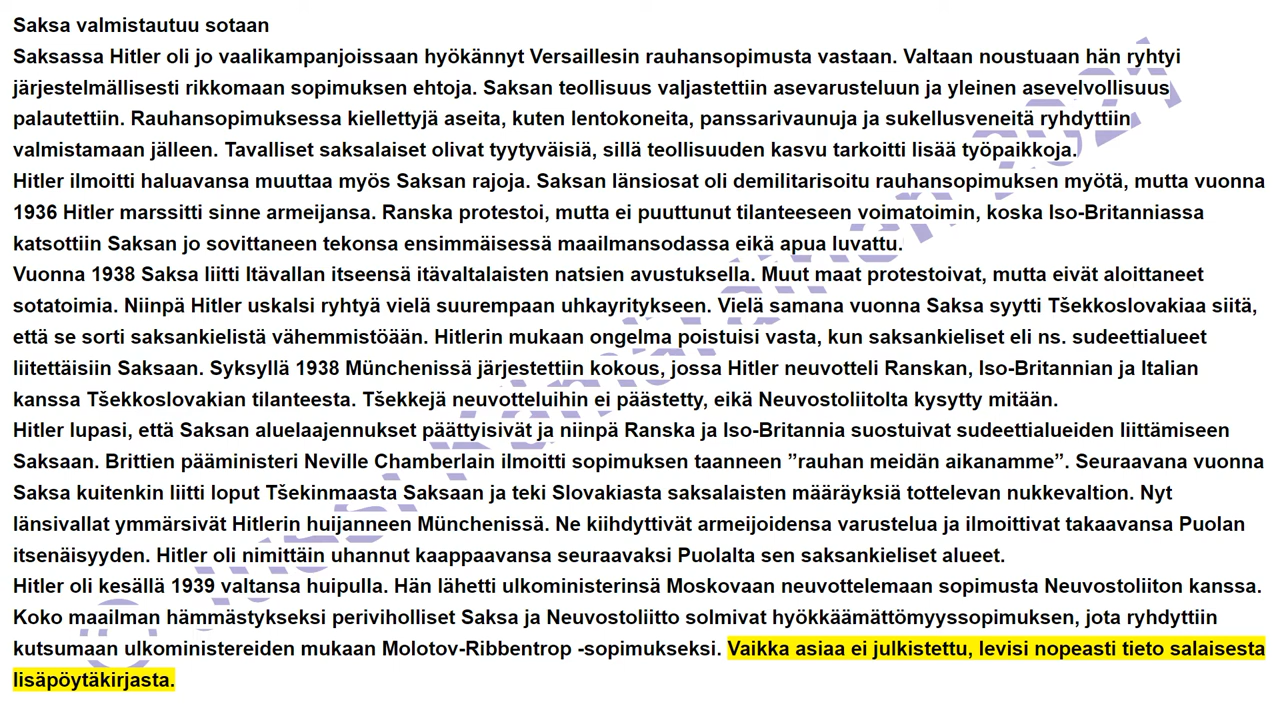 Saksa valmistautuu sotaan
Saksassa Hitler oli jo vaalikampanjoissaan hyökännyt Versaillesin rauhansopimusta vastaan. Valtaan noustuaan hän ryhtyi
järjestelmällisesti rikkomaan sopimuksen ehtoja. Saksan teollisuus valjastettiin asevarusteluun ja yleinen asevelvollisuus
palautettiin. Rauhansopimuksessa kiellettyjä aseita, kuten lentokoneita, panssarivaunuja ja sukellusveneitä ryhdyttiin
valmistamaan jälleen. Tavalliset saksalaiset olivat tyytyväisiä, sillä teollisuuden kasvu tarkoitti lisää työpaikkoja.
Hitler ilmoitti haluavansa muuttaa myös Saksan rajoja. Saksan länsiosat oli demilitarisoitu rauhansopimuksen myötä, mutta vuonna
1936 Hitler marssitti sinne armeijansa. Ranska protestoi, mutta ei puuttunut tilanteeseen voimatoimin, koska Iso-Britanniassa
katsottiin Saksan jo sovittaneen tekonsa ensimmäisessä maailmansodassa eikä apua luvattu.
Vuonna 1938 Saksa liitti Itävallan itseensä itävaltalaisten natsien avustuksella. Muut maat protestoivat, mutta eivät aloittaneet
sotatoimia. Niinpä Hitler uskalsi ryhtyä vielä suurempaan uhkayritykseen. Vielä samana vuonna Saksa syytti Tšekkoslovakiaa siitä,
että se sorti saksankielistä vähemmistöään. Hitlerin mukaan ongelma poistuisi vasta, kun saksankieliset eli ns. sudeettialueet
liitettäisiin Saksaan. Syksyllä 1938 Münchenissä järjestettiin kokous, jossa Hitler neuvotteli Ranskan, Iso-Britannian ja Italian
kanssa Tšekkoslovakian tilanteesta. Tšekkejä neuvotteluihin ei päästetty, eikä Neuvostoliitolta kysytty mitään.
Hitler lupasi, että Saksan aluelaajennukset päättyisivät ja niinpä Ranska ja Iso-Britannia suostuivat sudeettialueiden liittämiseen
Saksaan. Brittien pääministeri Neville Chamberlain ilmoitti sopimuksen taanneen ”rauhan meidän aikanamme”. Seuraavana vuonna
Saksa kuitenkin liitti loput Tšekinmaasta Saksaan ja teki Slovakiasta saksalaisten määräyksiä tottelevan nukkevaltion. Nyt
länsivallat ymmärsivät Hitlerin huijanneen Münchenissä. Ne kiihdyttivät armeijoidensa varustelua ja ilmoittivat takaavansa Puolan
itsenäisyyden. Hitler oli nimittäin uhannut kaappaavansa seuraavaksi Puolalta sen saksankieliset alueet.
Hitler oli kesällä 1939 valtansa huipulla. Hän lähetti ulkoministerinsä Moskovaan neuvottelemaan sopimusta Neuvostoliiton kanssa.
Koko maailman hämmästykseksi periviholliset Saksa ja Neuvostoliitto solmivat hyökkäämättömyyssopimuksen, jota ryhdyttiin
kutsumaan ulkoministereiden mukaan Molotov-Ribbentrop -sopimukseksi. Vaikka asiaa ei julkistettu, levisi nopeasti tieto salaisesta
lisäpöytäkirjasta.